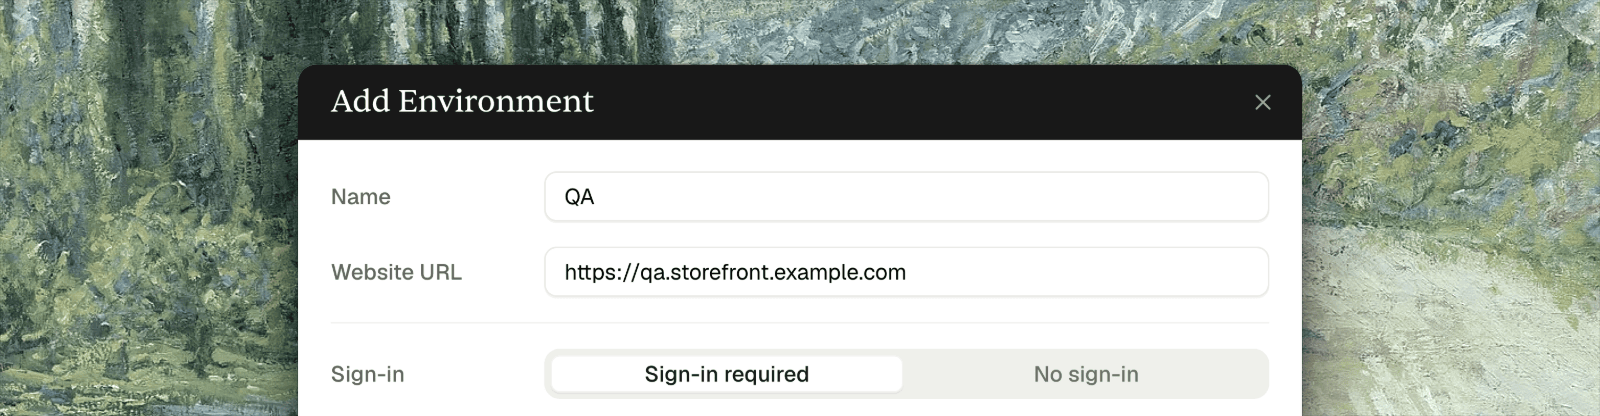 Add Environment
Name
QA
Website URL
https://qa.storefront.example.com
Sign-in
Sign-in required
No sign-in